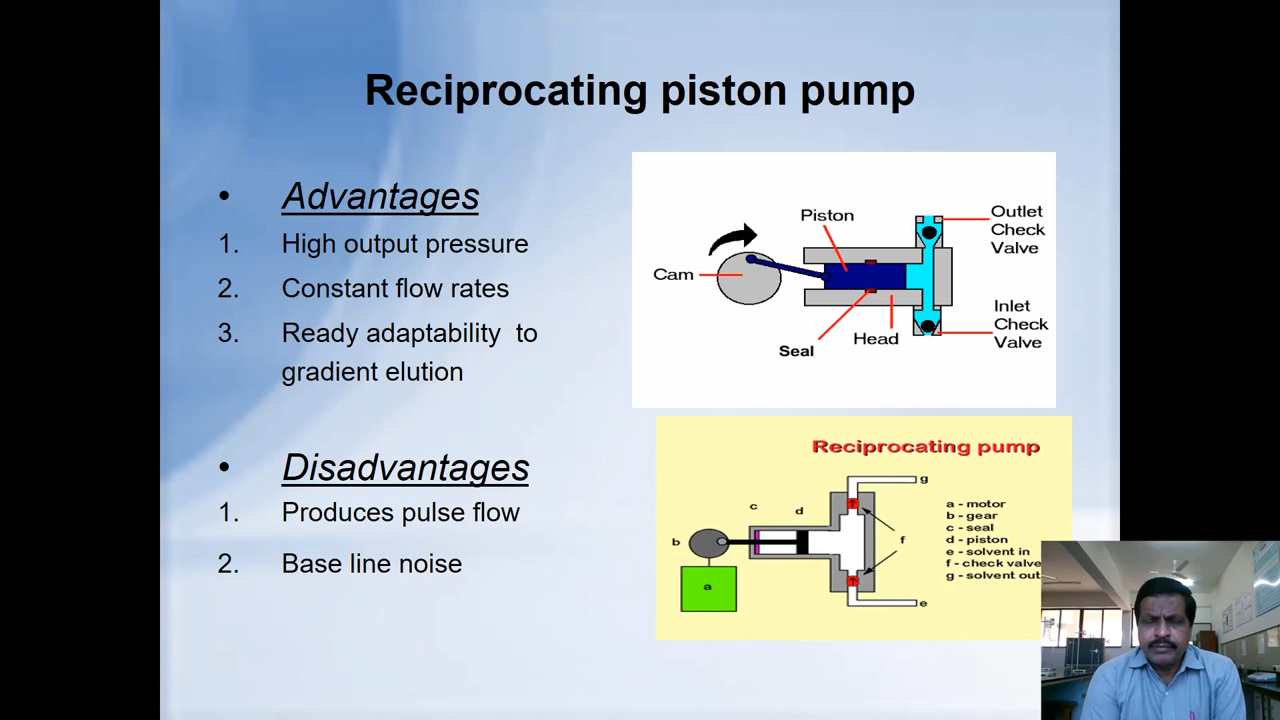 Reciprocating piston pump
• Advantages
1. High output pressure
2. Constant flow rates
3. Ready adaptability to
gradient elution
• Disadvantages
1. Produces pulse flow
2. Base line noise
Piston
Outlet
Check
Valve
Cam
Inlet
Check
Valve
Head
Seal
Reciprocating pump
g
c
d
b
f
a
e
a - motor
b - gear
c - seal
d - piston
e - solvent in
f - check valve
g - solvent out